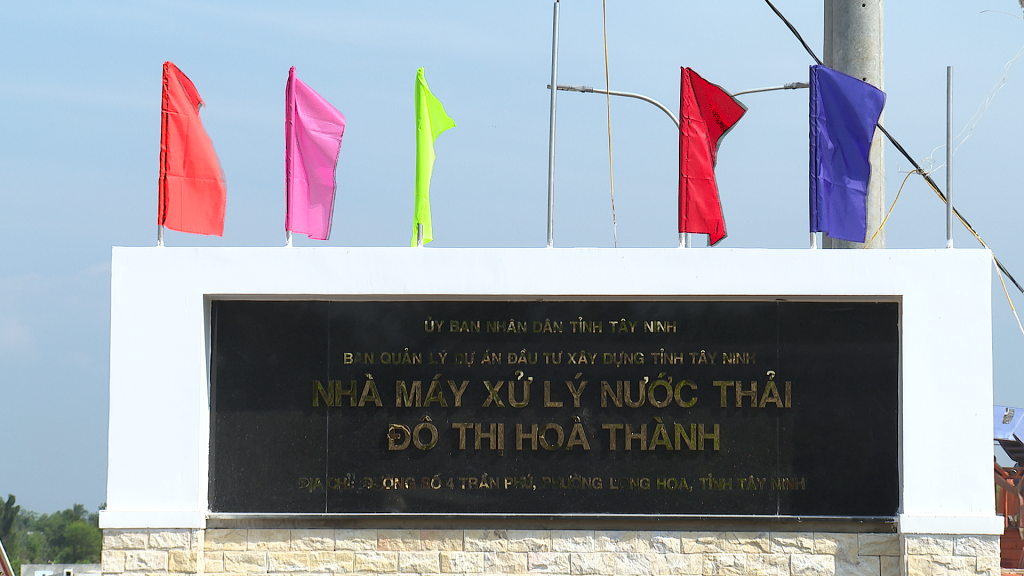 ỦY BAN NHÂN DÂN TỈNH TÂY NINH
BAN QUẢN LÝ DỰ ÁN ĐẦU TƯ XÂY DỰNG TỈNH TÂY NINH
NHÀ MÁY XỬ LÝ NƯỚC THẢI
ĐÔ THỊ HOÀ THÀNH
ĐỊA CHỈ: ĐƯỜNG SỐ 4 TRẦN PHÚ, PHƯỜNG LONG HOA, TỈNH TÂY NINH